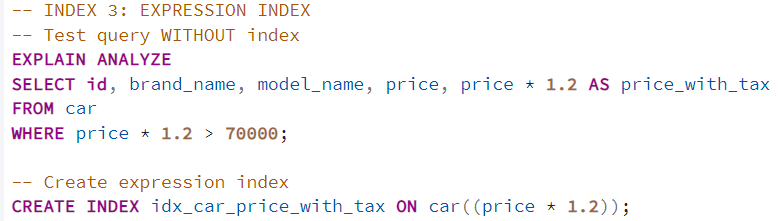 -- INDEX 3: EXPRESSION INDEX
-- Test query WITHOUT index
EXPLAIN ANALYZE
SELECT id, brand_name, model_name, price, price * 1.2 AS price_with_tax
FROM car
WHERE price * 1.2 > 70000;
-- Create expression index
CREATE INDEX idx_car_price_with_tax ON car((price * 1.2));